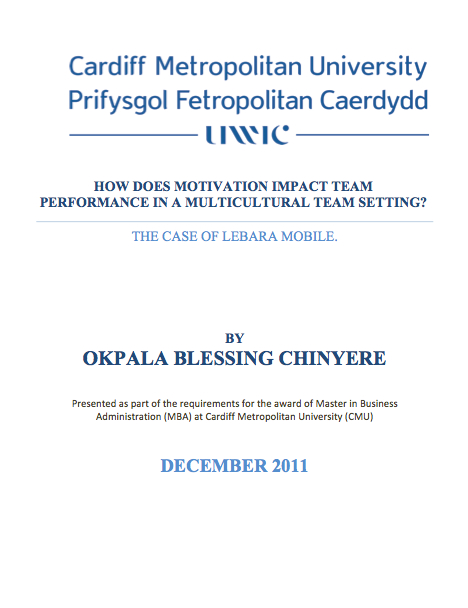 Cardiff Metropolitan University
Prifysgol Fetropolitan Caerdydd
UWIC
HOW DOES MOTIVATION IMPACT TEAM
PERFORMANCE IN A MULTICULTURAL TEAM SETTING?
THE CASE OF LEBARA MOBILE.
BY
OKPALA BLESSING CHINYERE
Presented as part of the requirements for the award of Master in Business
Administration (MBA) at Cardiff Metropolitan University (CMU)
DECEMBER 2011